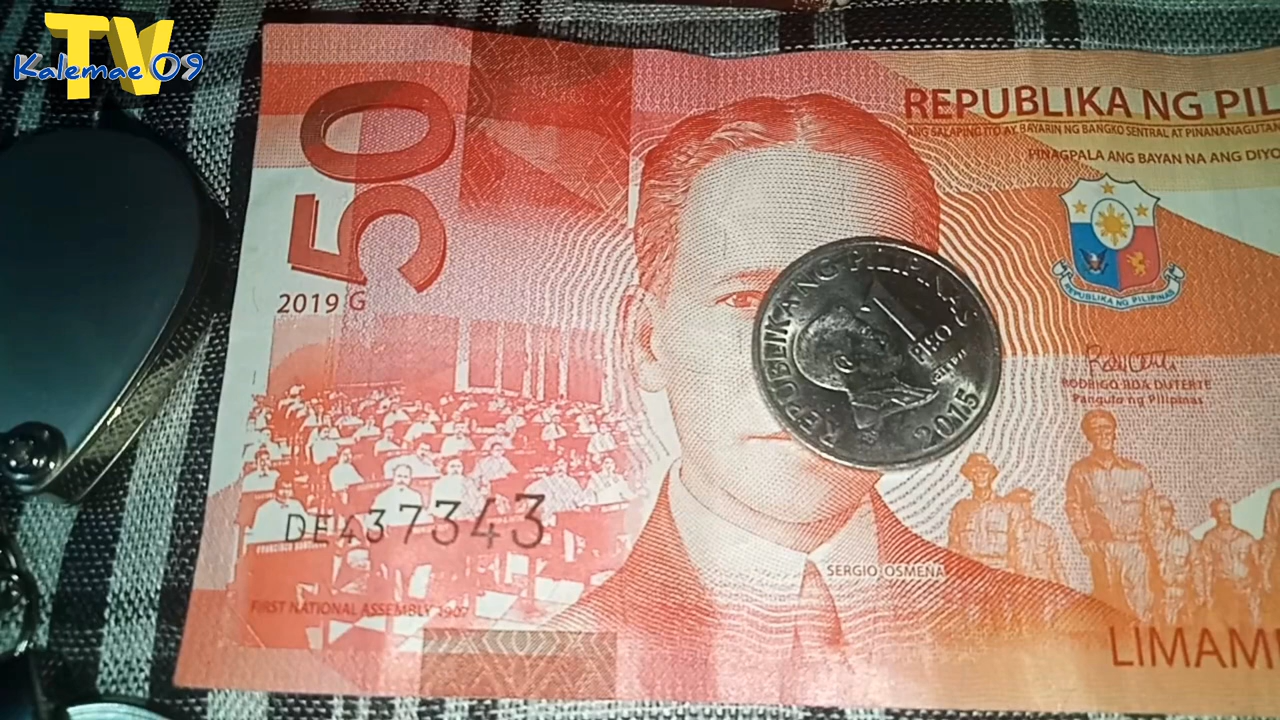 TV
Kalemae 09
50
REPUBLIKA NG PIL
ANG SALAPING ITO AY BAYARIN NG BANGKO SENTRAL AT PINANANAGUTAN
PINAGPALA ANG BAYAN NA ANG DIYO
2019 G
REPUBLIKA NG PILIPINAS
REPUBLIKA NG PILIPINAS
1
PISO
2015
RODRIGO ROA DUTERTE
Pangulo ng Pilipinas
DE437343
SERGIO OSMEÑA
FIRST NATIONAL ASSEMBLY 1907
LIMAM